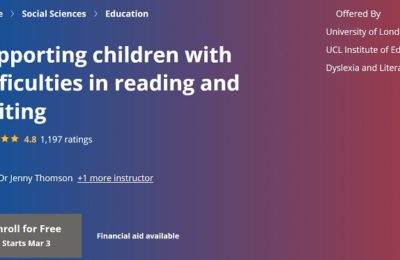 e > Social Sciences > Education
Offered By
University of Lond
UCL Institute of Ed
Dyslexia and Litera
pporting children with
fficulties in reading and
iting
4.8 1,197 ratings
Dr Jenny Thomson +1 more instructor
nroll for Free
Starts Mar 3
Financial aid available